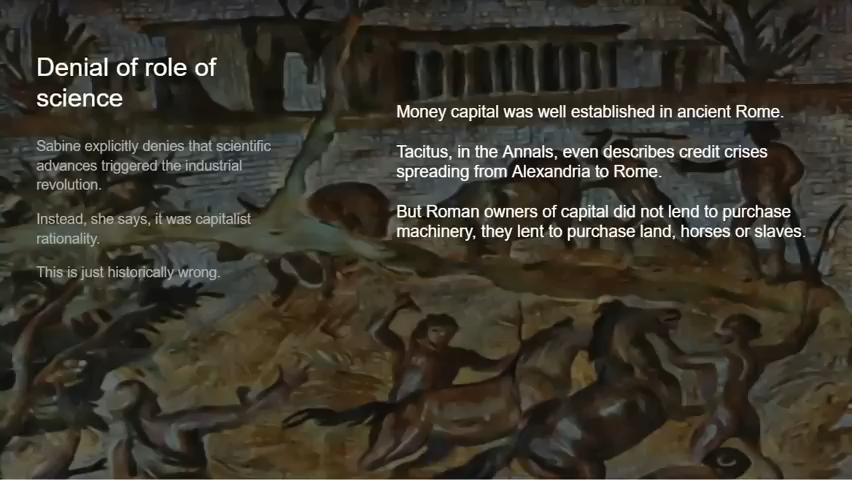 Denial of role of
science
Sabine explicitly denies that scientific
advances triggered the industrial
revolution.
Instead, she says, it was capitalist
rationality.
This is just historically wrong.
Money capital was well established in ancient Rome.
Tacitus, in the Annals, even describes credit crises
spreading from Alexandria to Rome.
But Roman owners of capital did not lend to purchase
machinery, they lent to purchase land, horses or slaves.